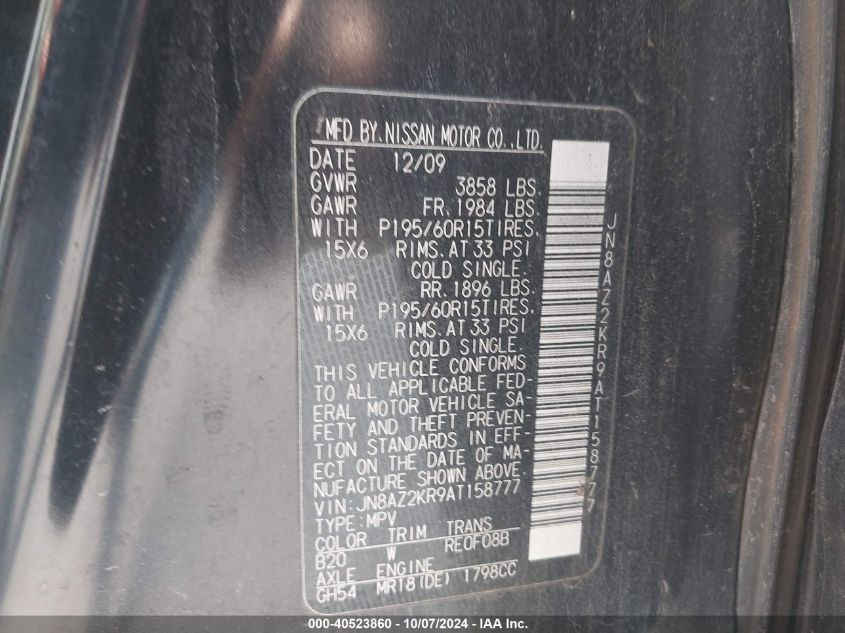 MFD BY. NISSAN MOTOR CO.,LTD.
DATE 12/09
GVWR 3858 LBS.
GAWR FR. 1984 LBS.
WITH P195/60R15TIRES.
15X6 RIMS. AT 33 PSI
COLD SINGLE.
GAWR RR. 1896 LBS.
WITH P195/60R15TIRES.
15X6 RIMS. AT 33 PSI
COLD SINGLE.
THIS VEHICLE CONFORMS
TO ALL APPLICABLE FED-
ERAL MOTOR VEHICLE SA-
FETY AND THEFT PREVEN-
TION STANDARDS IN EFF-
ECT ON THE DATE OF MA-
NUFACTURE SHOWN ABOVE.
VIN:JN8AZ2KR9AT158777
TYPE:MPV
COLOR TRIM TRANS
B20 W RE0F08B
AXLE ENGINE
GH54 MR18(DE) 1798CC
JN8AZ2KR9AT158777
000-40523860 - 10/07/2024 - IAA Inc.